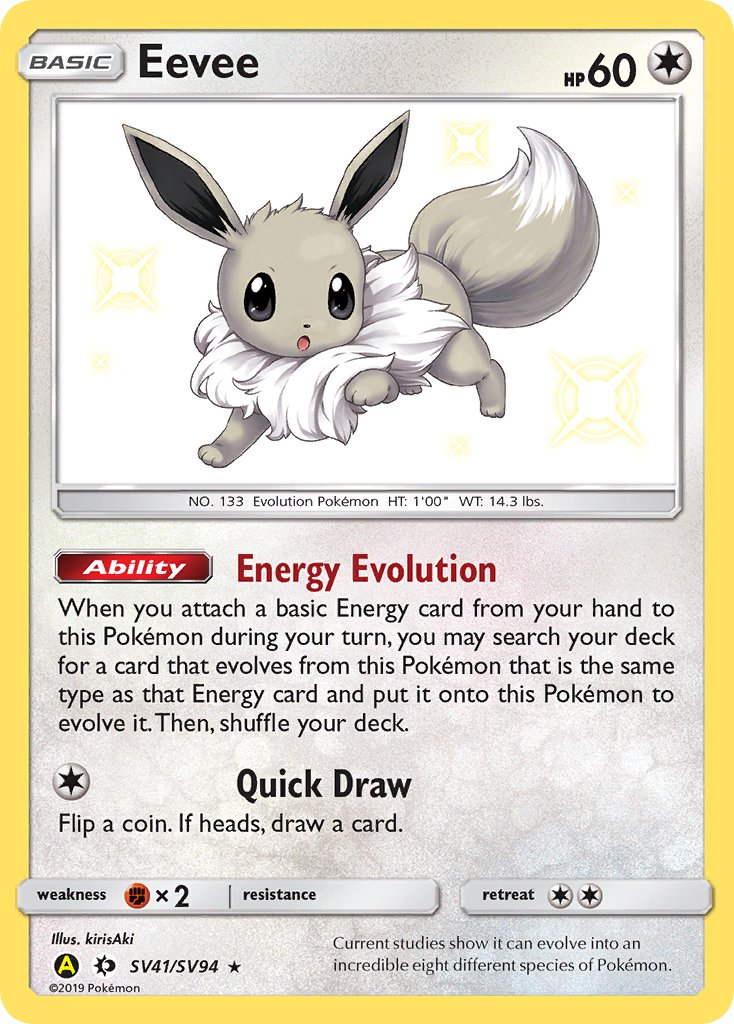 BASIC Eevee HP60
NO. 133 Evolution Pokémon HT: 1'00" WT: 14.3 lbs.
Ability Energy Evolution
When you attach a basic Energy card from your hand to
this Pokémon during your turn, you may search your deck
for a card that evolves from this Pokémon that is the same
type as that Energy card and put it onto this Pokémon to
evolve it. Then, shuffle your deck.
Quick Draw
Flip a coin. If heads, draw a card.
weakness × 2 resistance retreat
Illus. kirisAki
A SV41/SV94 ★
©2019 Pokémon
Current studies show it can evolve into an
incredible eight different species of Pokémon.